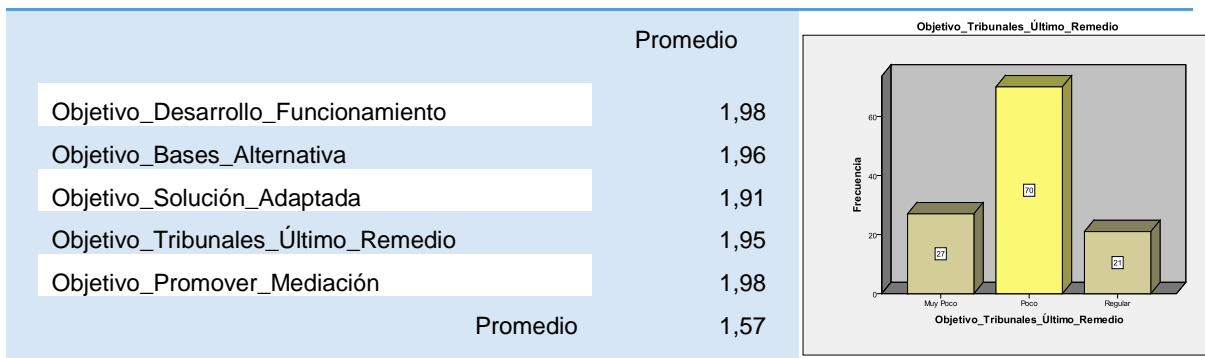 Promedio
Objetivo_Desarrollo_Funcionamiento 1,98
Objetivo_Bases_Alternativa 1,96
Objetivo_Solución_Adaptada 1,91
Objetivo_Tribunales_Último_Remedio 1,95
Objetivo_Promover_Mediación 1,98
Promedio 1,57
Objetivo_Tribunales_Último_Remedio
Frecuencia
60
40
20
0
27
70
21
Muy Poco
Poco
Regular
Objetivo_Tribunales_Último_Remedio